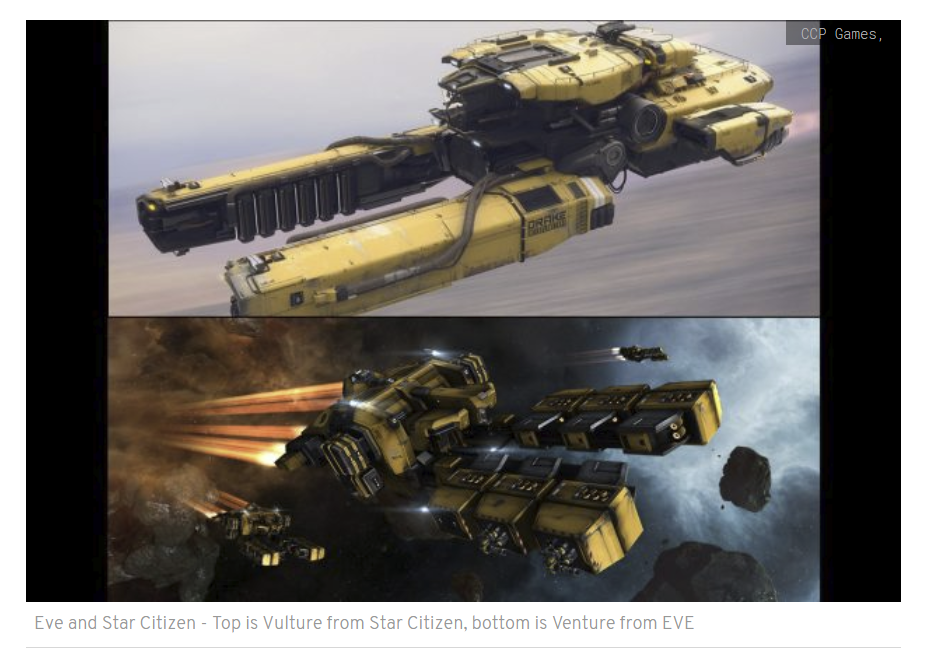 CCP Games,
DRAKE
Eve and Star Citizen - Top is Vulture from Star Citizen, bottom is Venture from EVE